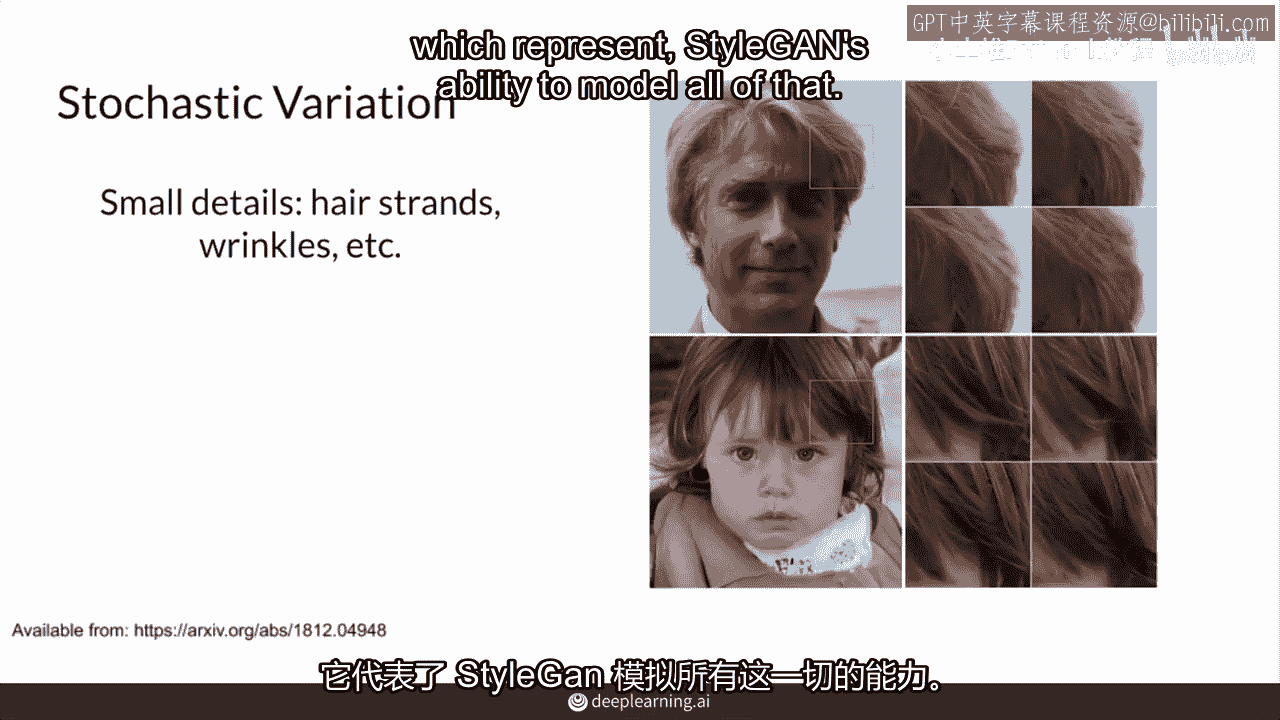 GPT中英字幕课程资源@bilibili.com
which represent, StyleGAN's
ability to model all of that.
Stochastic Variation
Small details: hair strands,
wrinkles, etc.
Available from: https://arxiv.org/abs/1812.04948
它代表了 StyleGan 模拟所有这一切的能力。
deeplearning.ai